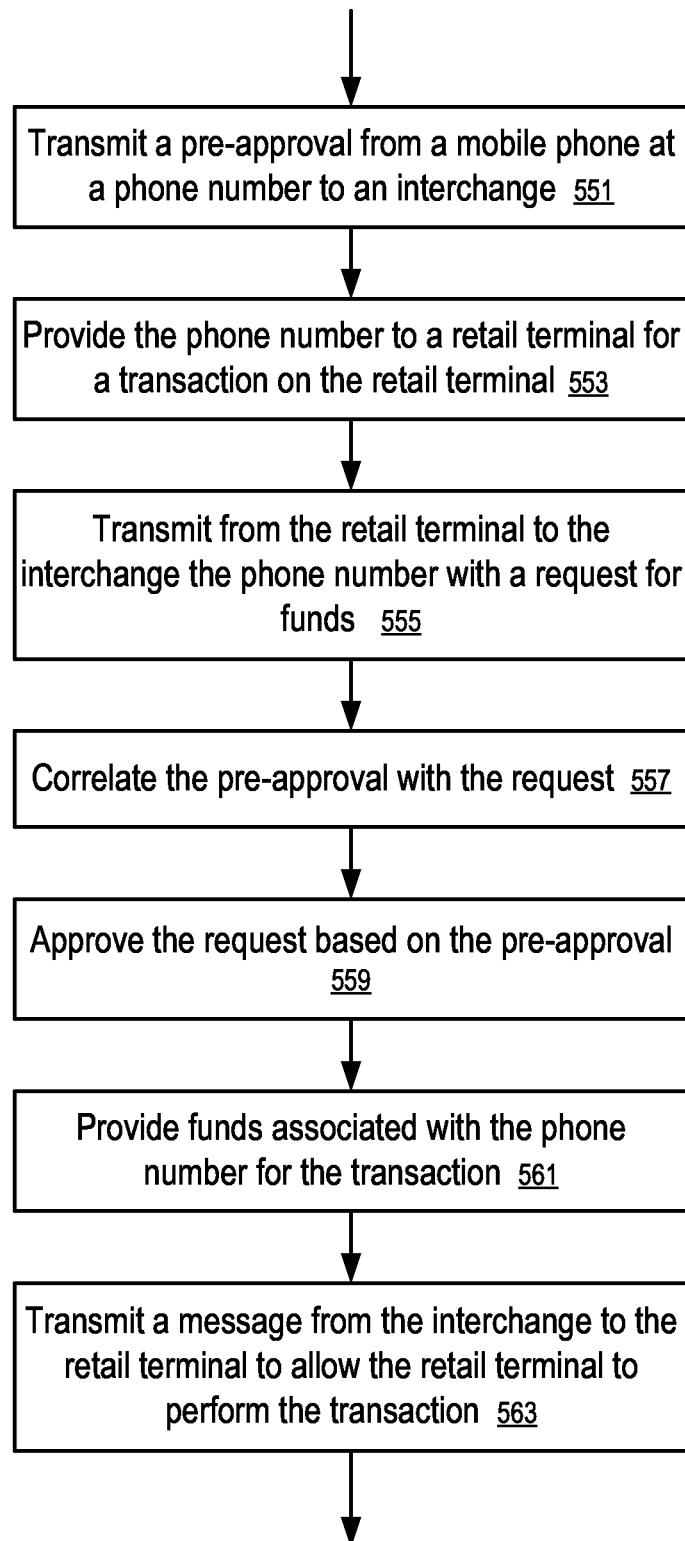 Transmit a pre-approval from a mobile phone at
a phone number to an interchange 551
Provide the phone number to a retail terminal for
a transaction on the retail terminal 553
Transmit from the retail terminal to the
interchange the phone number with a request for
funds 555
Correlate the pre-approval with the request 557
Approve the request based on the pre-approval
559
Provide funds associated with the phone
number for the transaction 561
Transmit a message from the interchange to the
retail terminal to allow the retail terminal to
perform the transaction 563